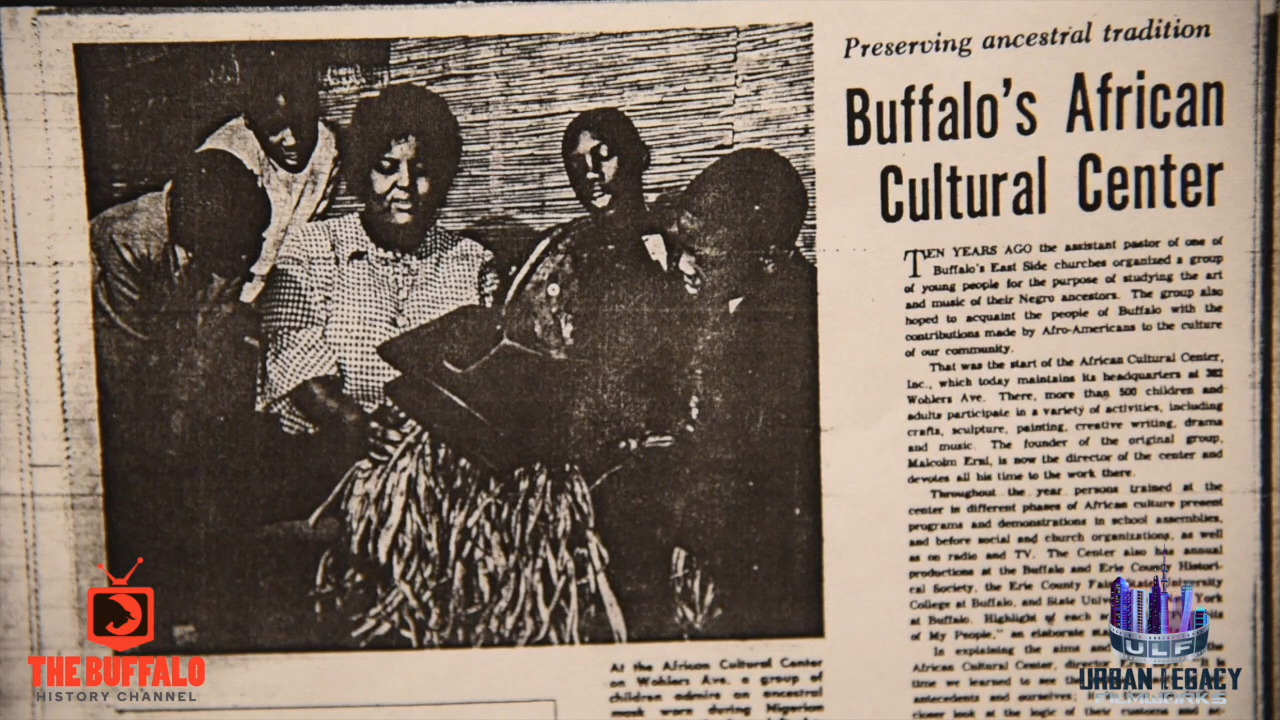 Preserving ancestral tradition
Buffalo's African
Cultural Center
TEN YEARS AGO the assistant pastor of one of
Buffalo's East Side churches organized a group
of young people for the purpose of studying the art
and music of their Negro ancestors. The group also
hoped to acquaint the people of Buffalo with the
contributions made by Afro-Americans to the culture
of our community.
That was the start of the African Cultural Center,
Inc., which today maintains its headquarters at
Wohlers Ave. There, more than 500 children and
adults participate in a variety of activities, including
crafts, sculpture, painting, creative writing, drama
and music. The founder of the original group,
Malcolm Erni, is now the director of the center and
devotes all his time to the work there.
Throughout the year persons trained at the
center in different phases of African culture present
programs and demonstrations in school assemblies,
and before social and church organizations, as well
as on radio and TV. The Center also has annual
productions at the Buffalo and Erie County Histori-
cal Society, the Erie County Fair, State University
College at Buffalo, and State York
at Buffalo. Highlight of each
of My People," an elaborate
In explaining the aims and the
African Cultural Center, director is
time we learned to see
antecedents and ourselves;
closer look at the logic of their customs and
At the African Cultural Center
on Wohlers Ave. a group of
children admire an ancestral
mask worn during Nigerian
THE BUFFALO
HISTORY CHANNEL
ULF
URBAN LEGACY
FILMWORKS